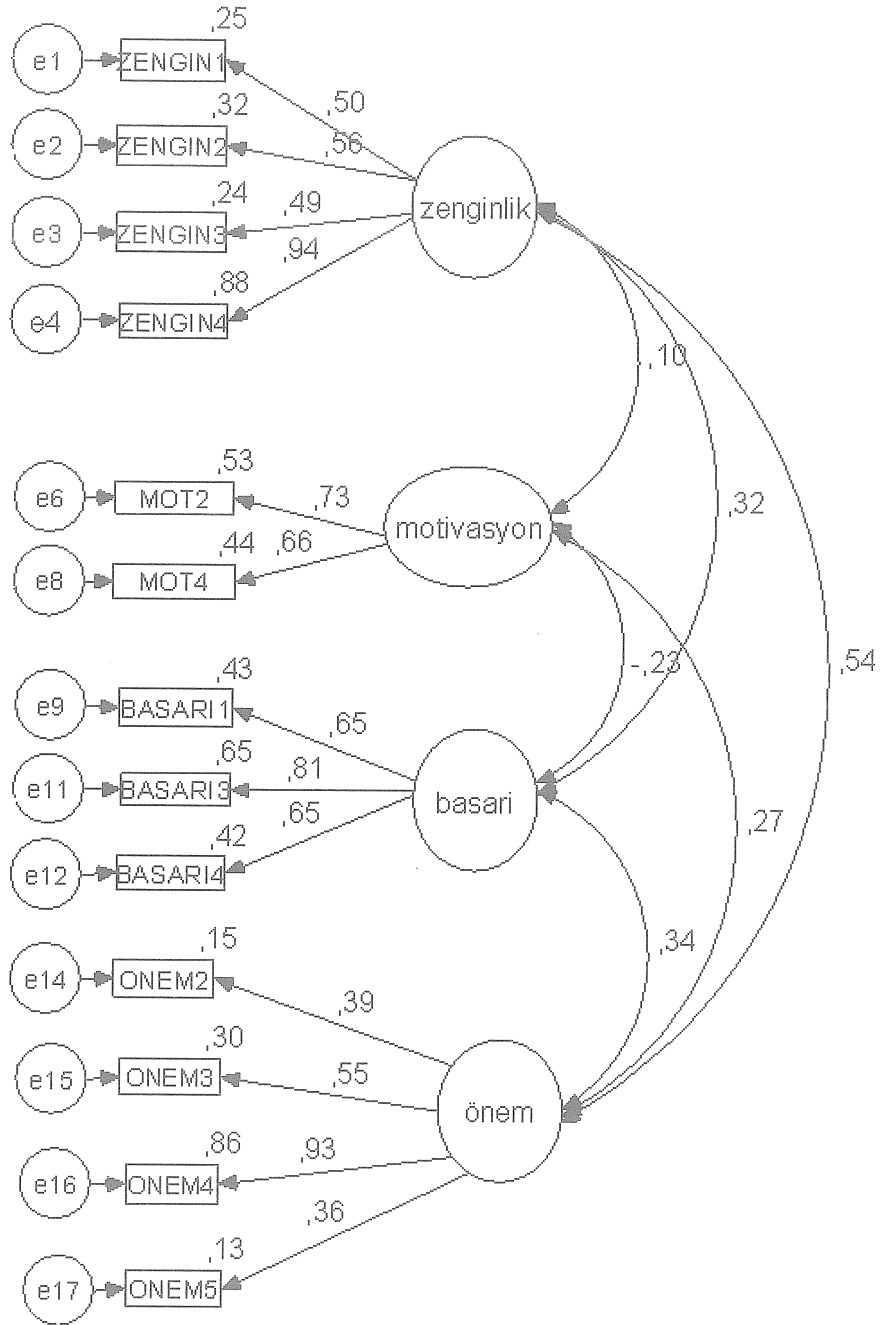 ,25
e1 ZENGIN1
,50
,32
e2 ZENGIN2
,56
,24
e3 ZENGIN3
,49
zenginlik
,94
,88
e4 ZENGIN4
,10
,53
e6 MOT2
,73
,32
motivasyon
,44
,66
e8 MOT4
,43
-,23
,54
e9 BASARI1
,65
,65
e11 BASARI3
,81
basari
,65
,42
e12 BASARI4
,27
,15
e14 ONEM2
,34
,39
,30
e15 ONEM3
,55
önem
,86
e16 ONEM4
,93
,36
,13
e17 ONEM5